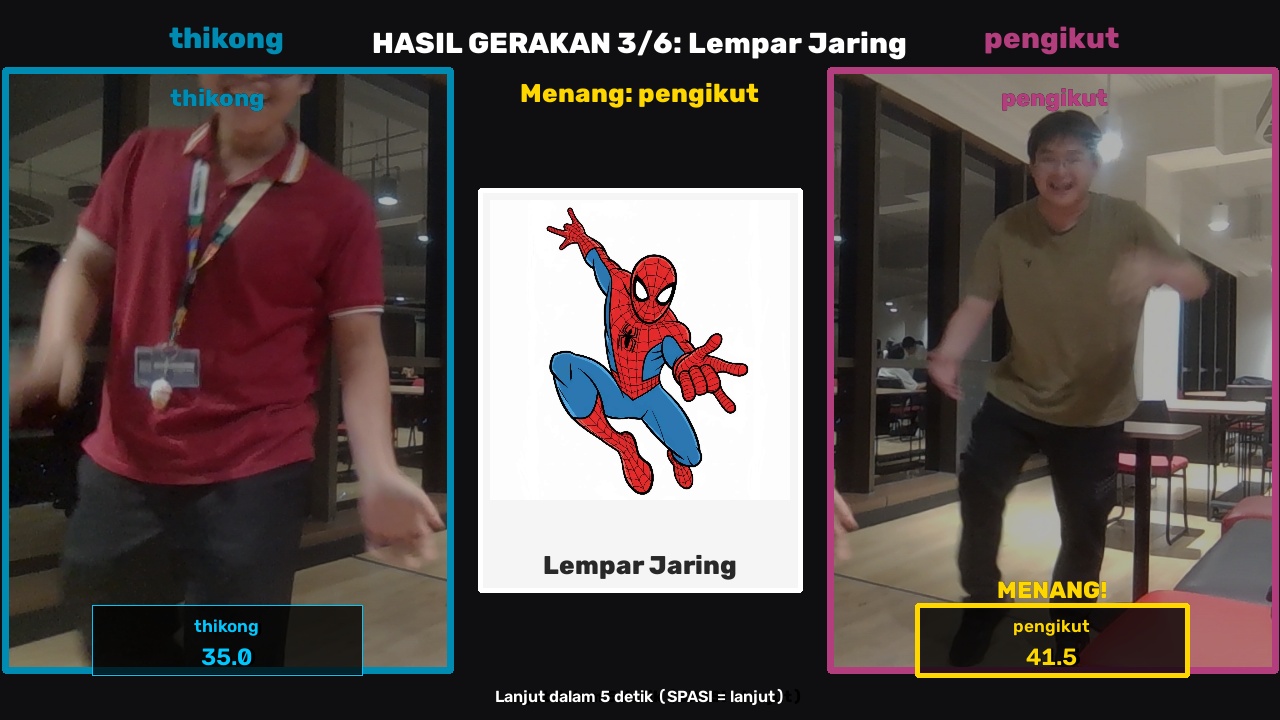 thikong
HASIL GERAKAN 3/6: Lempar Jaring
pengikut
thikong
Menang: pengikut
pengikut
Lempar Jaring
MENANG!
thikong
35.0
pengikut
41.5
Lanjut dalam 5 detik (SPASI = lanjut)